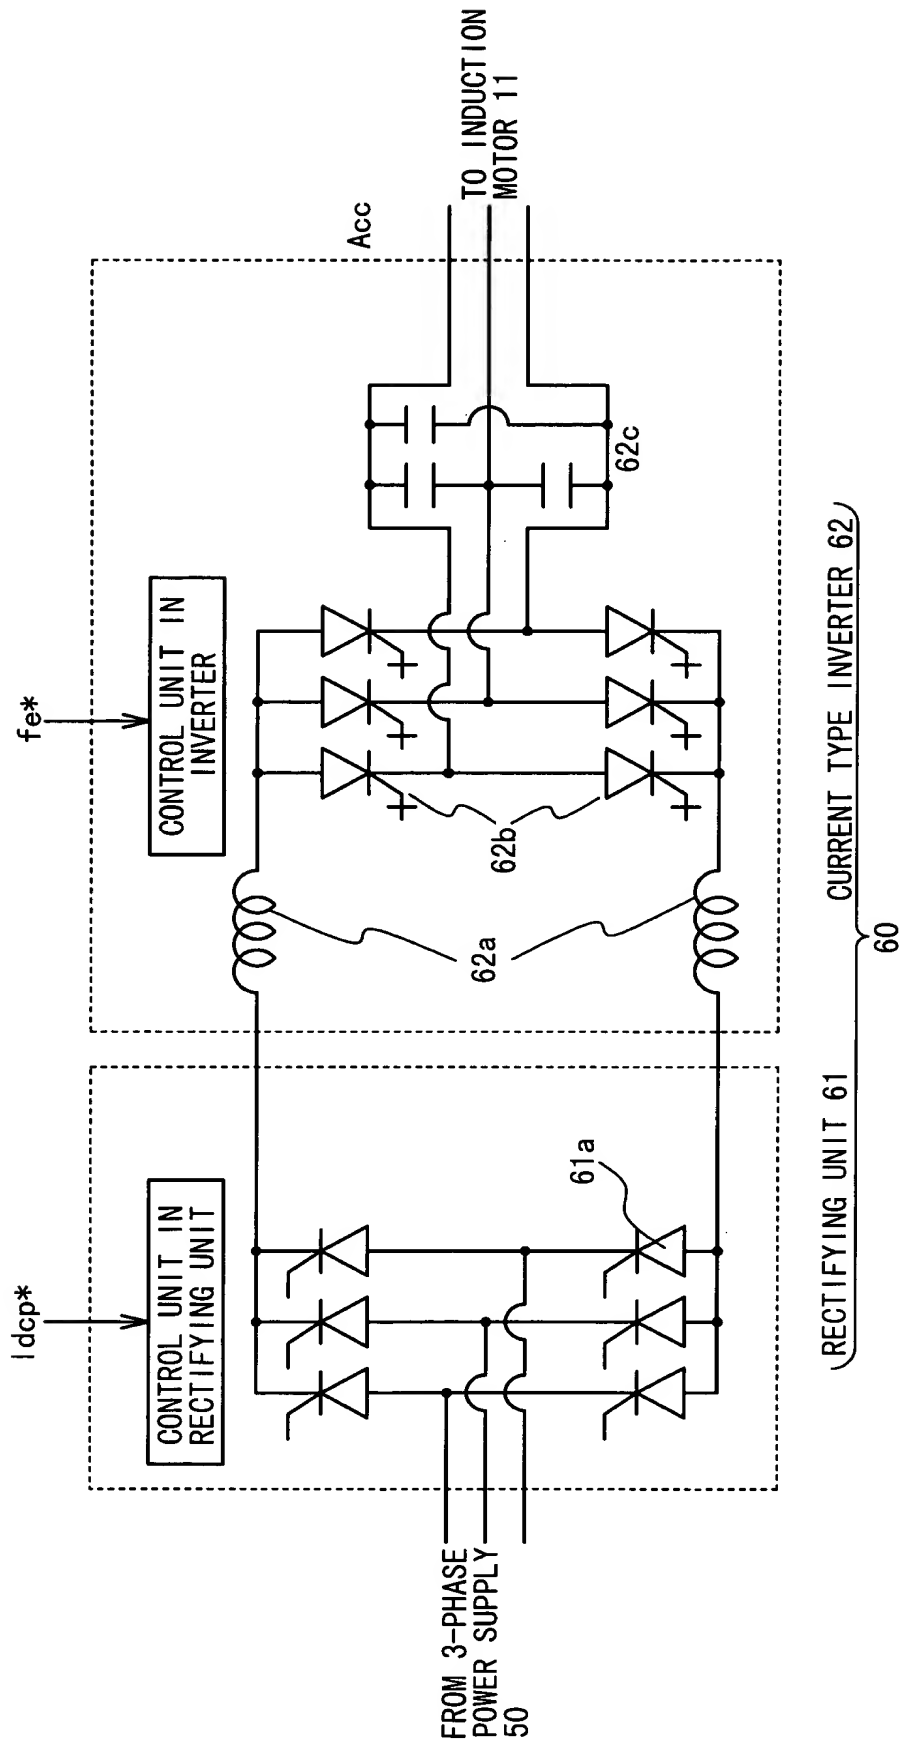 Idcp*
fe*
CONTROL UNIT IN
RECTIFYING UNIT
CONTROL UNIT IN
INVERTER
Acc
FROM 3-PHASE
POWER SUPPLY
50
TO INDUCTION
MOTOR 11
61a
62a
62b
62c
RECTIFYING UNIT 61
CURRENT TYPE INVERTER 62
60